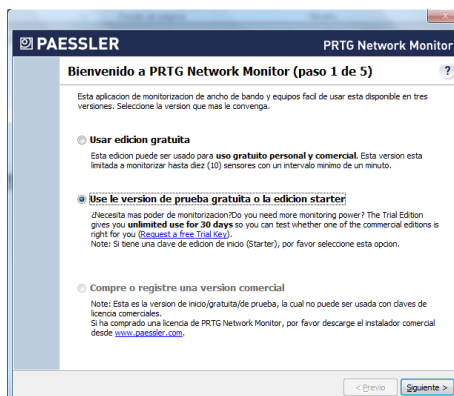 PAESSLER
PRTG Network Monitor
Bienvenido a PRTG Network Monitor (paso 1 de 5)
?
Esta aplicacion de monitorizacion de ancho de bando y equipos facil de usar esta disponible en tres
versiones. Seleccione la version que mas le convenga.
Usar edicion gratuita
Esta edicion puede ser usado para uso gratuito personal y comercial. Esta version esta
limitada a monitorizar hasta diez (10) sensores con un intervalo minimo de un minuto.
Use le version de prueba gratuita o la edicion starter
¿Necesita mas poder de monitorizacion?Do you need more monitoring power? The Trial Edition
gives you unlimited use for 30 days so you can test whether one of the commercial editions is
right for you (Request a free Trial Key).
Note: Si tiene una clave de edicion de inicio (Starter), por favor seleccione esta opcion.
Compre o registre una version comercial
Note: Esta es la version de inicio/gratuita/de prueba, la cual no puede ser usada con claves de
licencia comerciales.
Si ha comprado una licencia de PRTG Network Monitor, por favor descarge el instalador comercial
desde www.paessler.com.
< Previo
Siguiente >